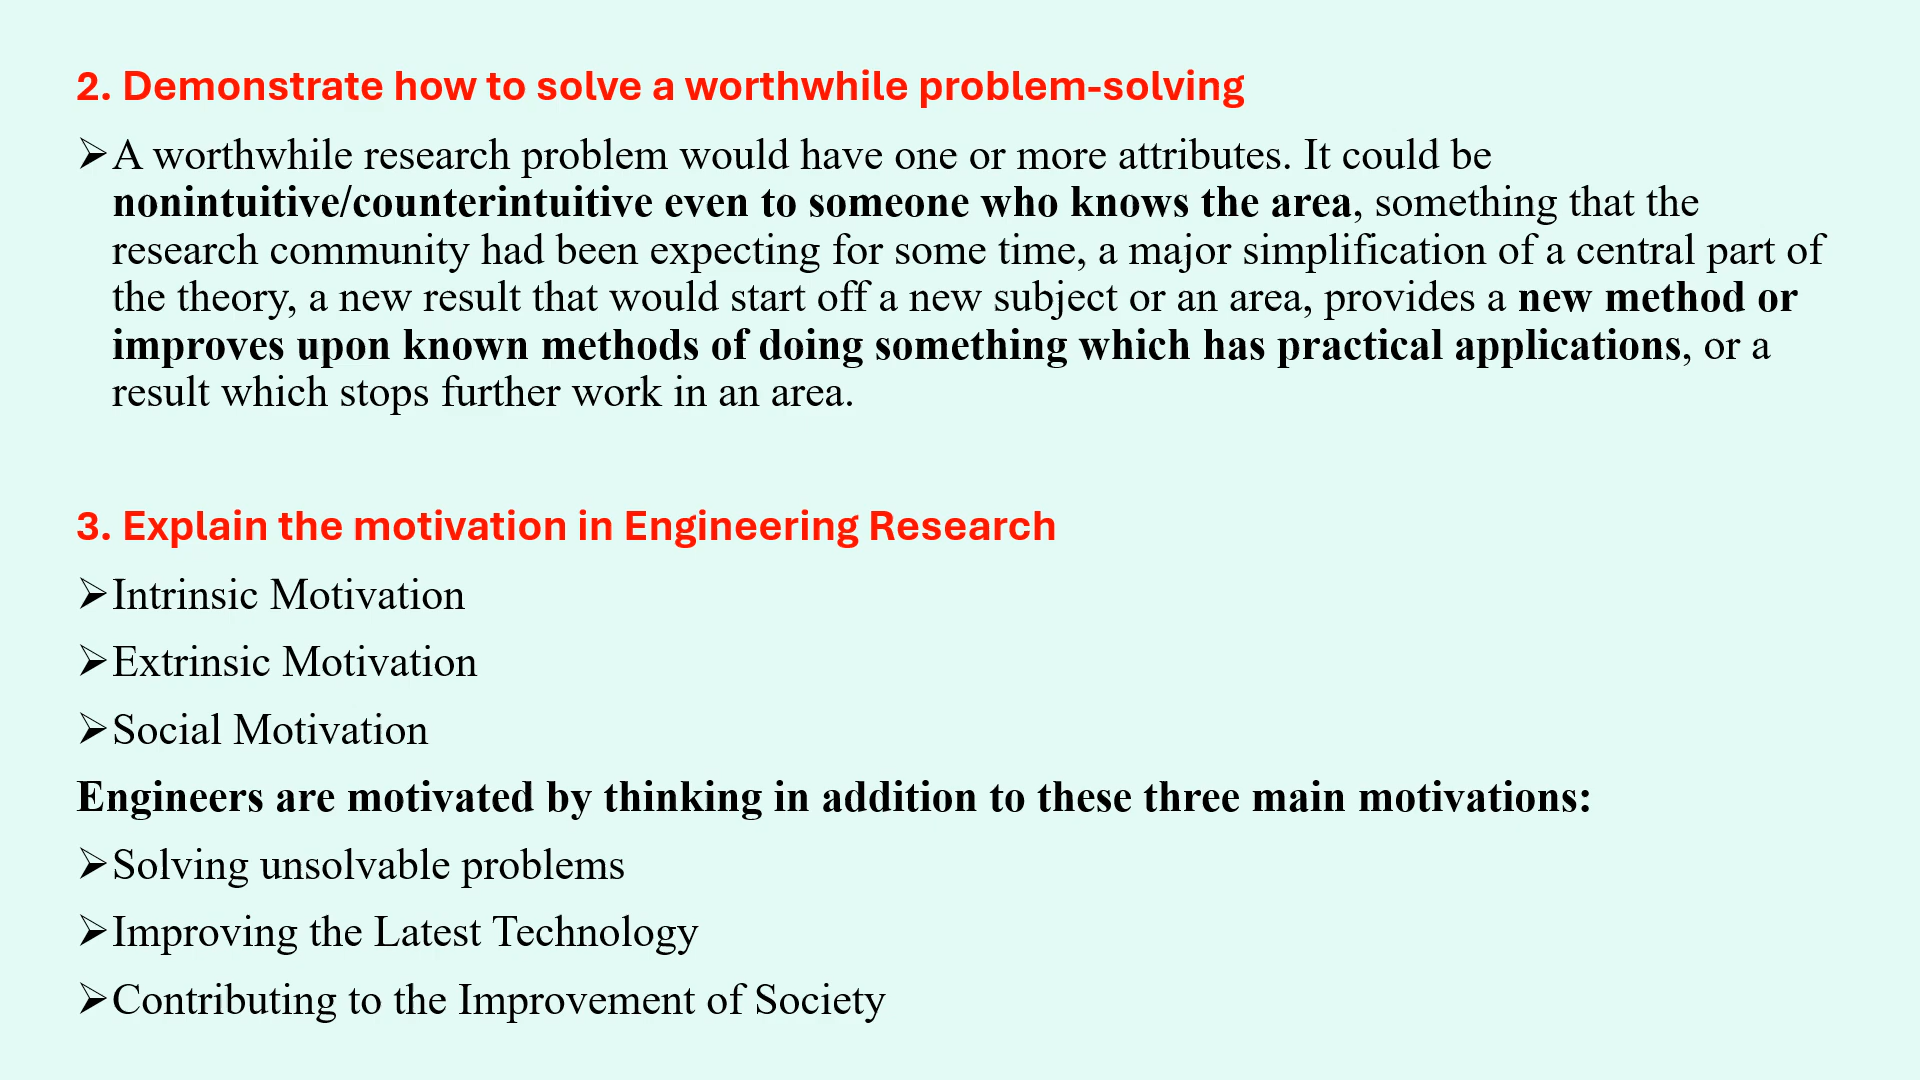 2. Demonstrate how to solve a worthwhile problem-solving
➢A worthwhile research problem would have one or more attributes. It could be
nonintuitive/counterintuitive even to someone who knows the area, something that the
research community had been expecting for some time, a major simplification of a central part of
the theory, a new result that would start off a new subject or an area, provides a new method or
improves upon known methods of doing something which has practical applications, or a
result which stops further work in an area.
3. Explain the motivation in Engineering Research
➢Intrinsic Motivation
➢Extrinsic Motivation
➢Social Motivation
Engineers are motivated by thinking in addition to these three main motivations:
➢Solving unsolvable problems
➢Improving the Latest Technology
➢Contributing to the Improvement of Society